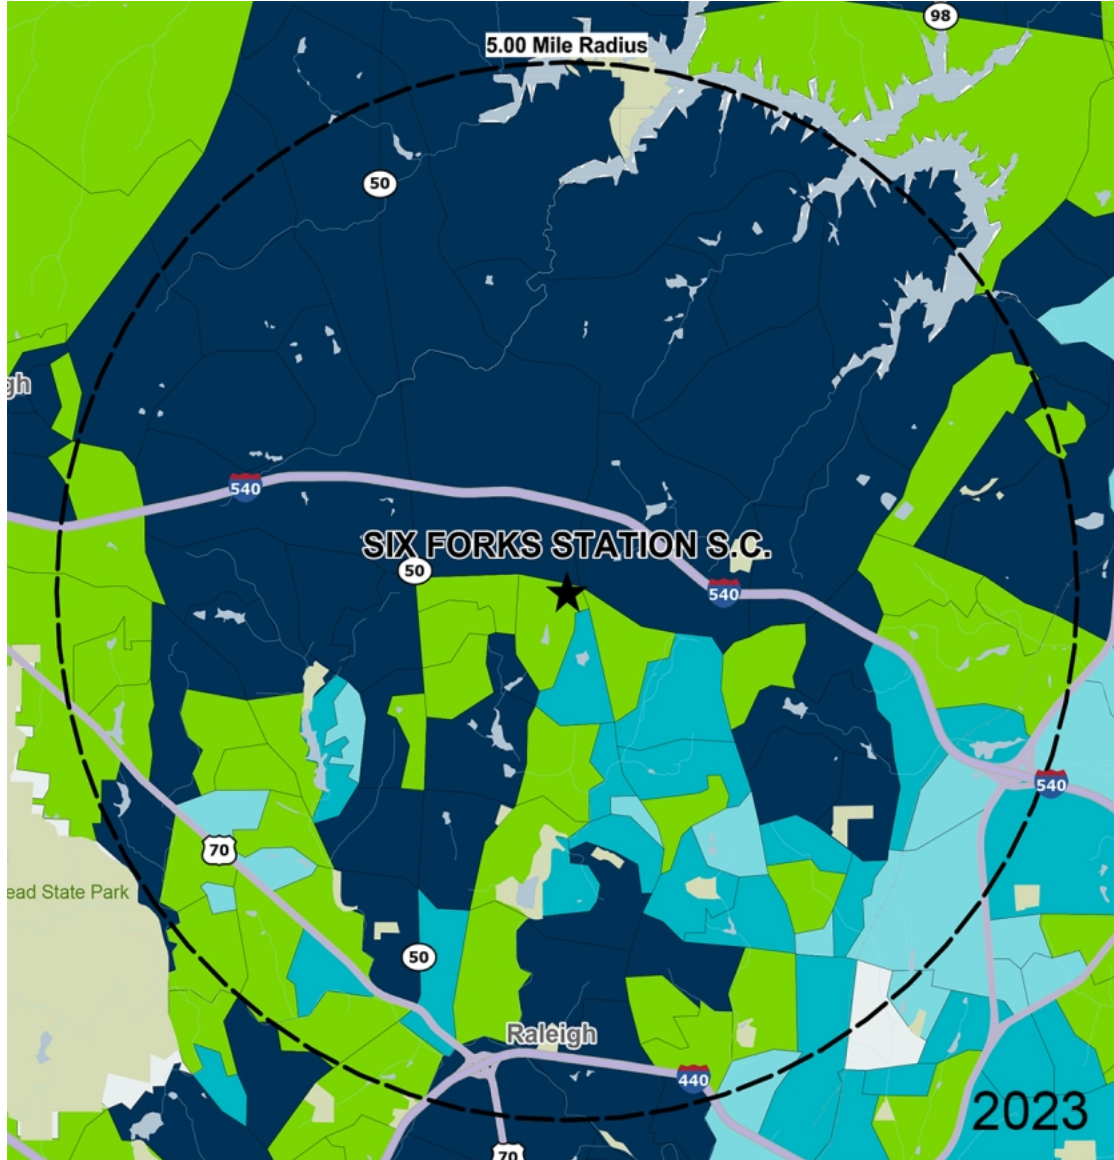 98
5.00 Mile Radius
50
gh
540
SIX FORKS STATION S.C.
50
540
540
70
ead State Park
50
Raleigh
440
2023
70